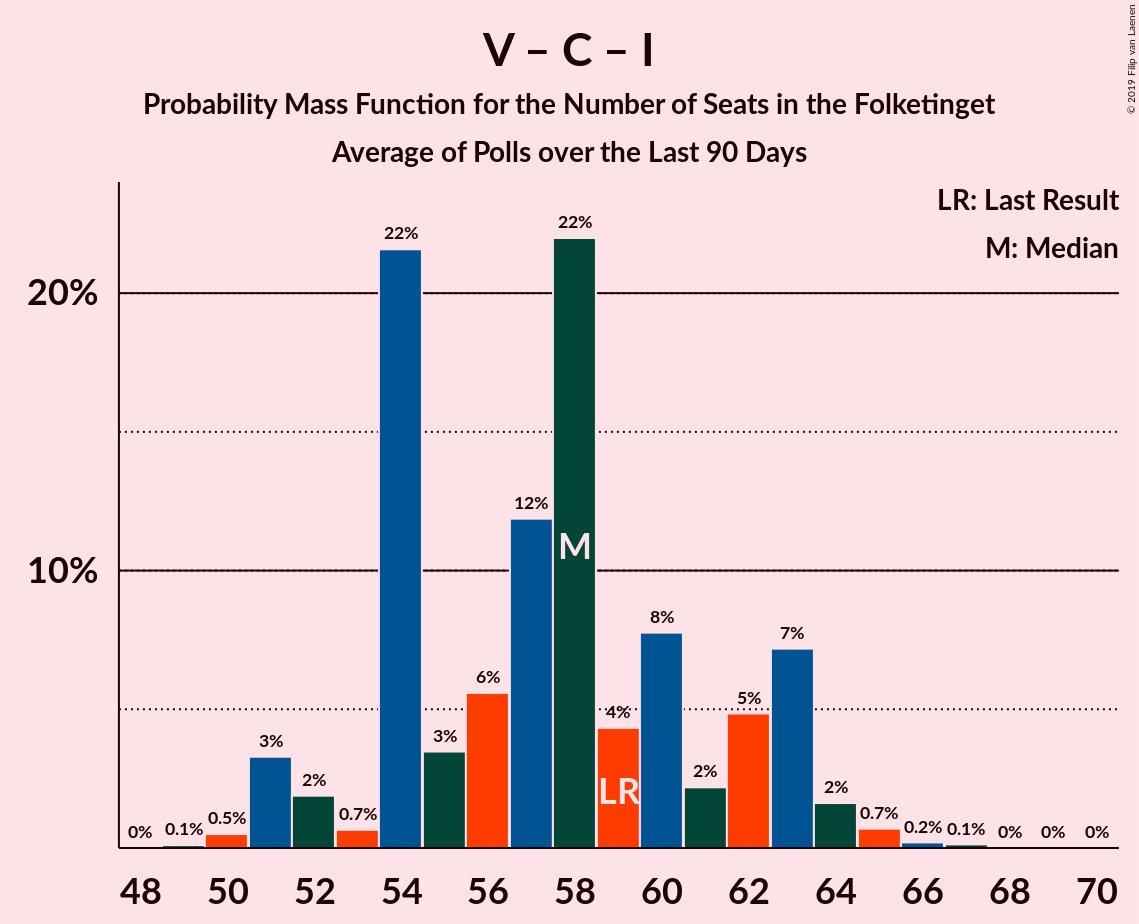 V – C – I
Probability Mass Function for the Number of Seats in the Folketinget
Average of Polls over the Last 90 Days
© 2019 Filip van Laenen
LR: Last Result
M: Median
20%
10%
0%
0.1%
0.5%
3%
2%
0.7%
22%
3%
6%
12%
22%
4%
8%
2%
5%
7%
2%
0.7%
0.2%
0.1%
0%
0%
0%
M
LR
48 50 52 54 56 58 60 62 64 66 68 70